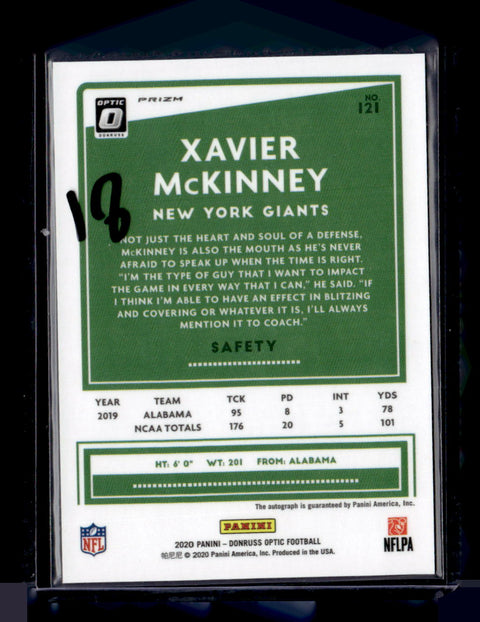 OPTIC
O
DONRUSS
PRIZM
NO.
121
XAVIER
McKINNEY
NEW YORK GIANTS
18
NOT JUST THE HEART AND SOUL OF A DEFENSE,
McKINNEY IS ALSO THE MOUTH AS HE'S NEVER
AFRAID TO SPEAK UP WHEN THE TIME IS RIGHT.
"I'M THE TYPE OF GUY THAT I WANT TO IMPACT
THE GAME IN EVERY WAY THAT I CAN," HE SAID. "IF
I THINK I'M ABLE TO HAVE AN EFFECT IN BLITZING
AND COVERING OR WHATEVER IT IS, I'LL ALWAYS
MENTION IT TO COACH."
SAFETY
YEAR TEAM TCK PD INT YDS
2019 ALABAMA 95 8 3 78
NCAA TOTALS 176 20 5 101
HT: 6' 0" WT: 201 FROM: ALABAMA
The autograph is guaranteed by Panini America, Inc.
PANINI
NFL
2020 PANINI - DONRUSS OPTIC FOOTBALL
帕尼尼 © 2020 Panini America, Inc. Produced in the USA.
NFLPA